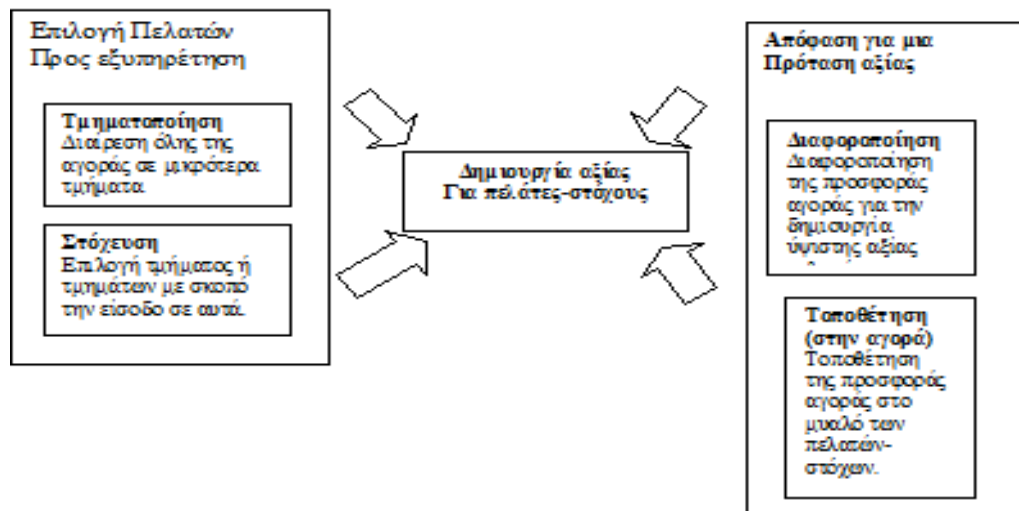 Επιλογή Πελατών
Προς εξυπηρέτηση
Τμηματοποίηση
Διαίρεση όλης της
αγοράς σε μικρότερα
τμήματα
Στόχευση
Επιλογή τμήματος ή
τμημάτων με σκοπό
την είσοδο σε αυτά.
Δημιουργία αξίας
Για πελάτες-στόχους
Απόφαση για μια
Πρόταση αξίας
Διαφοροποίηση
Διαφοροποίηση
της προσφοράς
αγοράς για την
δημιουργία
ύψιστης αξίας
Τοποθέτηση
(στην αγορά)
Τοποθέτηση
της προσφοράς
αγοράς στο
μυαλό των
πελατών-
στόχων.